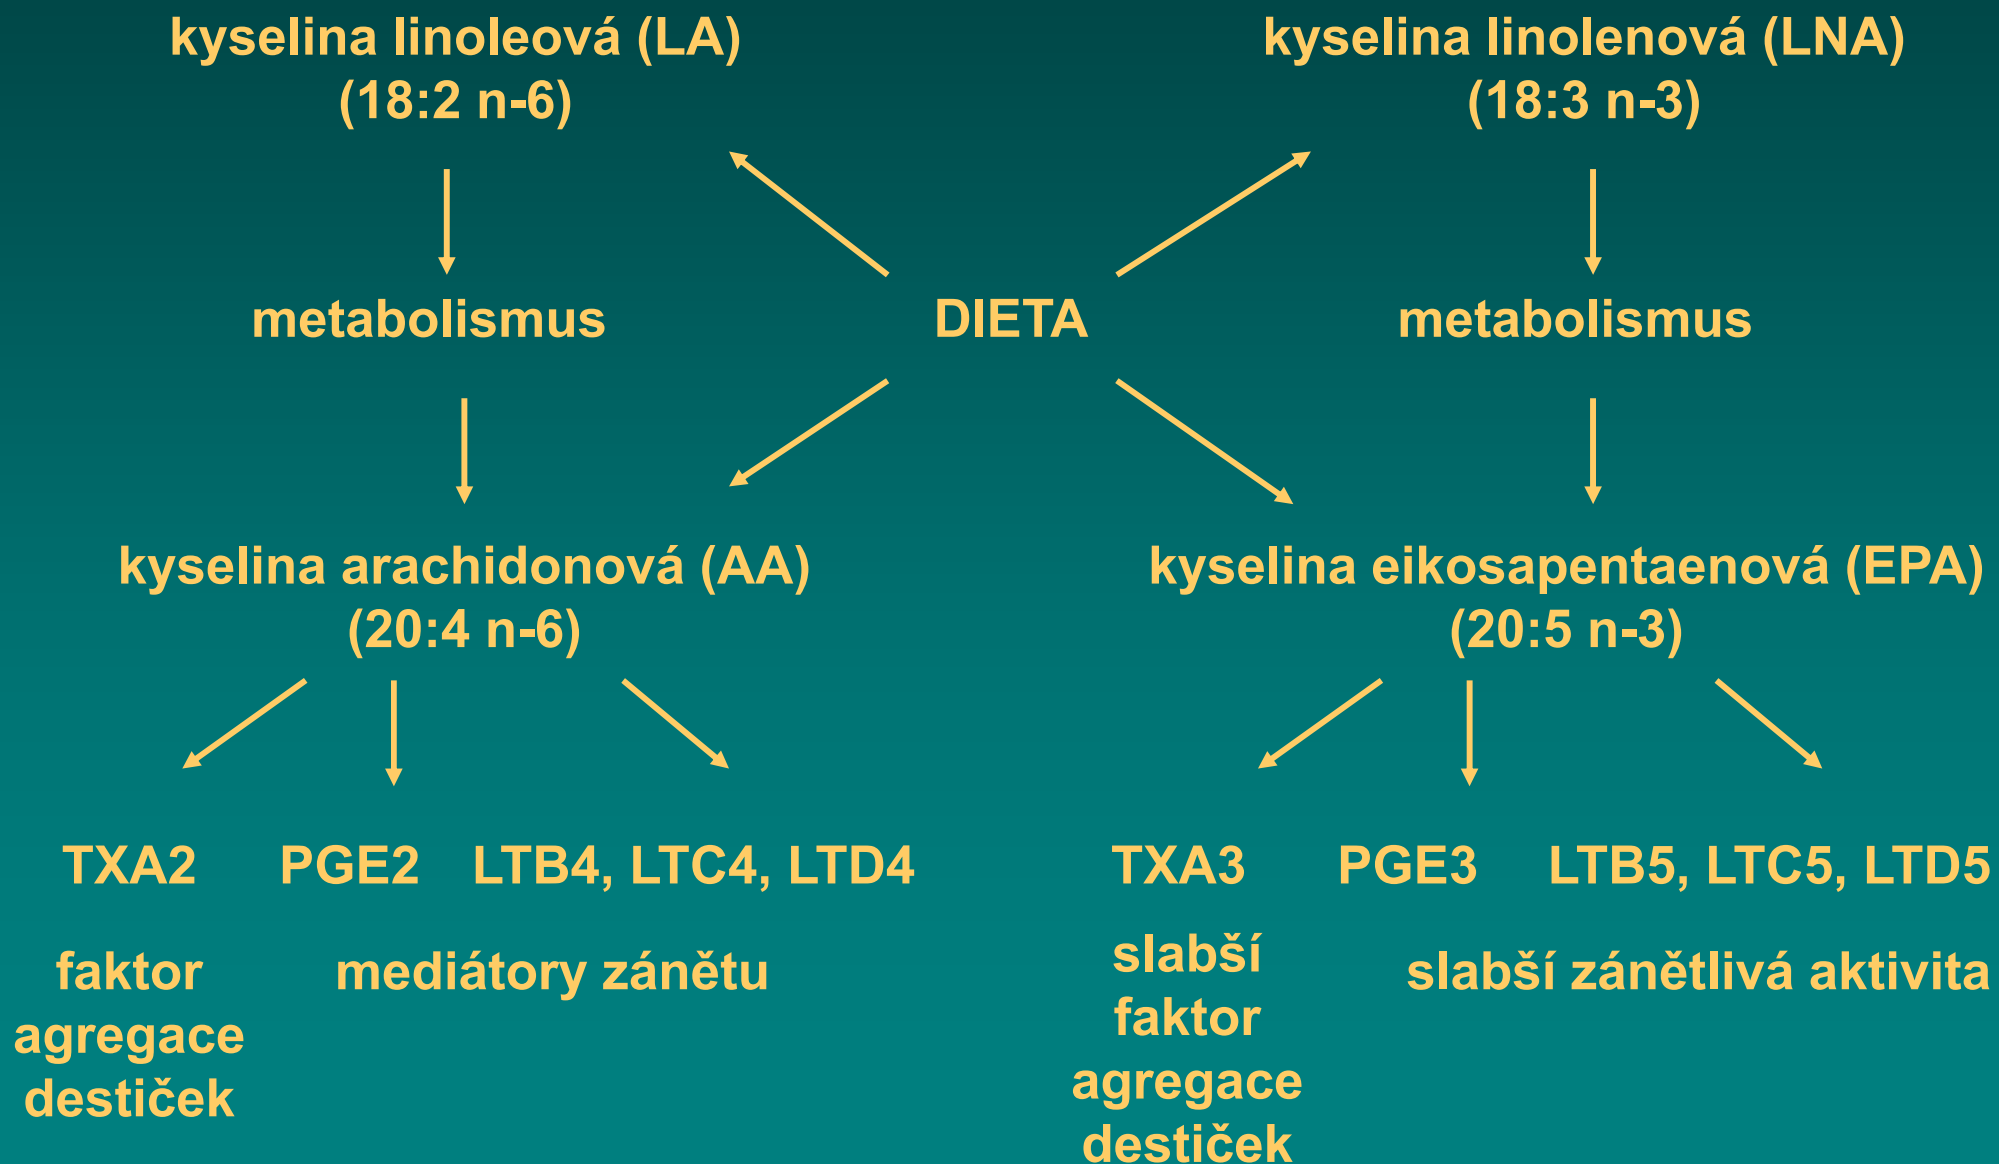 kyselina linoleová (LA)
(18:2 n-6)
kyselina linolenová (LNA)
(18:3 n-3)
metabolismus
DIETA
metabolismus
kyselina arachidonová (AA)
(20:4 n-6)
kyselina eikosapentaenová (EPA)
(20:5 n-3)
TXA2
PGE2
LTB4, LTC4, LTD4
TXA3
PGE3
LTB5, LTC5, LTD5
faktor
agregace
destiček
mediátory zánětu
slabší
faktor
agregace
destiček
slabší zánětlivá aktivita